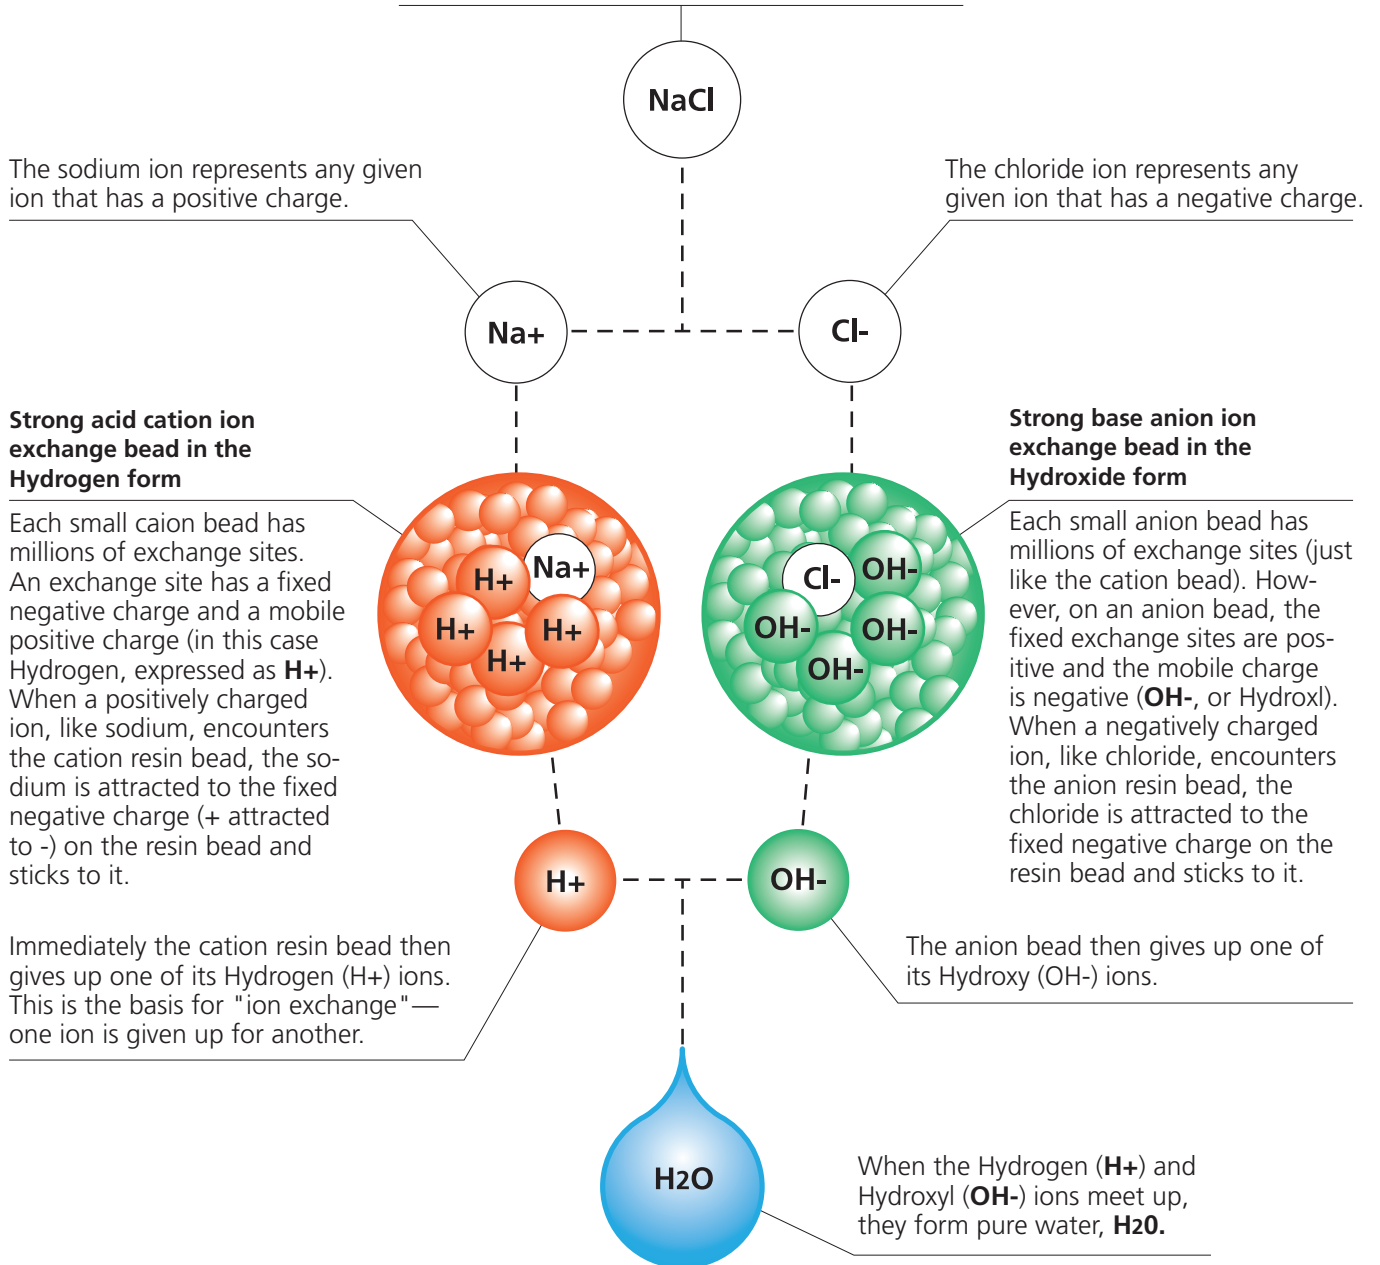 NaCl
The sodium ion represents any given
ion that has a positive charge.
The chloride ion represents any
given ion that has a negative charge.
Na+
Cl-
Strong acid cation ion
exchange bead in the
Hydrogen form
Each small caion bead has
millions of exchange sites.
An exchange site has a fixed
negative charge and a mobile
positive charge (in this case
Hydrogen, expressed as H+).
When a positively charged
ion, like sodium, encounters
the cation resin bead, the so-
dium is attracted to the fixed
negative charge (+ attracted
to -) on the resin bead and
sticks to it.
Na+
H+
H+
H+
H+
Cl-
OH-
OH-
OH-
OH-
Strong base anion ion
exchange bead in the
Hydroxide form
Each small anion bead has
millions of exchange sites (just
like the cation bead). How-
ever, on an anion bead, the
fixed exchange sites are pos-
itive and the mobile charge
is negative (OH-, or Hydroxl).
When a negatively charged
ion, like chloride, encounters
the anion resin bead, the
chloride is attracted to the
fixed negative charge on the
resin bead and sticks to it.
H+
OH-
Immediately the cation resin bead then
gives up one of its Hydrogen (H+) ions.
This is the basis for "ion exchange"—
one ion is given up for another.
The anion bead then gives up one of
its Hydroxy (OH-) ions.
H2O
When the Hydrogen (H+) and
Hydroxyl (OH-) ions meet up,
they form pure water, H20.